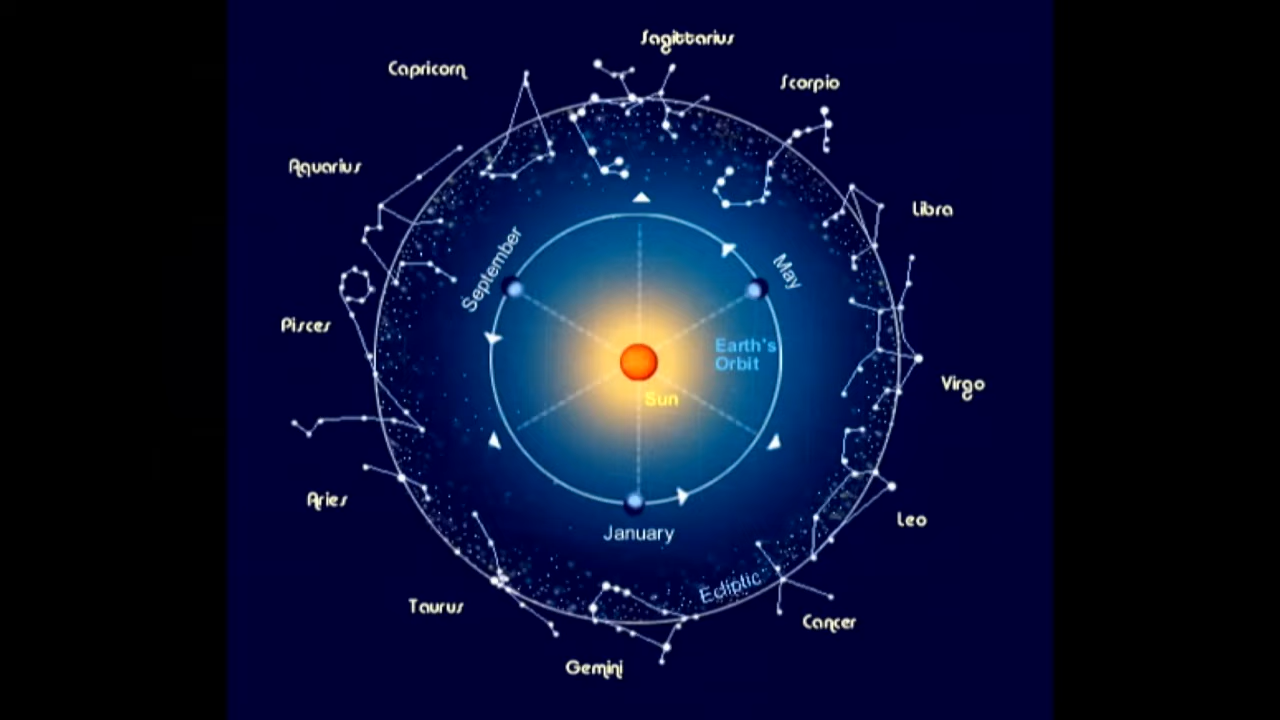 Sagittarius
Capricorn
Scorpio
Aquarius
Libra
September
May
Pisces
Earth's
Orbit
Virgo
Sun
Aries
Leo
January
Ecliptic
Taurus
Cancer
Gemini